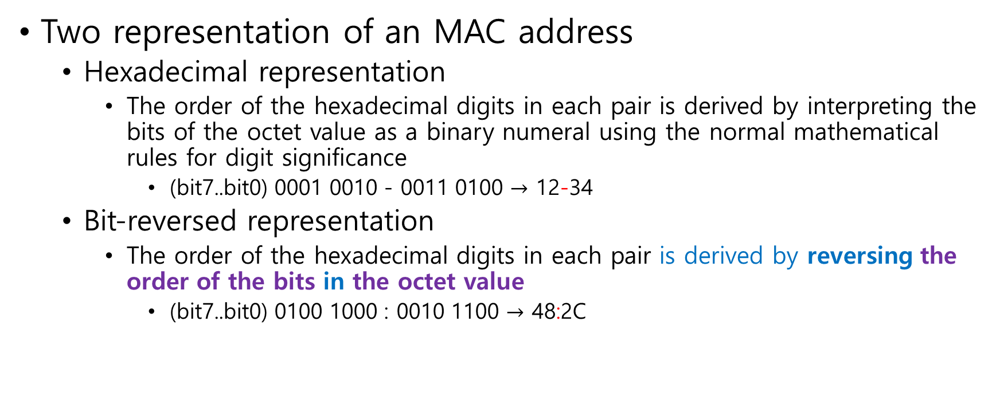 • Two representation of an MAC address
• Hexadecimal representation
• The order of the hexadecimal digits in each pair is derived by interpreting the
bits of the octet value as a binary numeral using the normal mathematical
rules for digit significance
• (bit7..bit0) 0001 0010 - 0011 0100 → 12-34
• Bit-reversed representation
• The order of the hexadecimal digits in each pair is derived by reversing the
order of the bits in the octet value
• (bit7..bit0) 0100 1000 : 0010 1100 → 48:2C